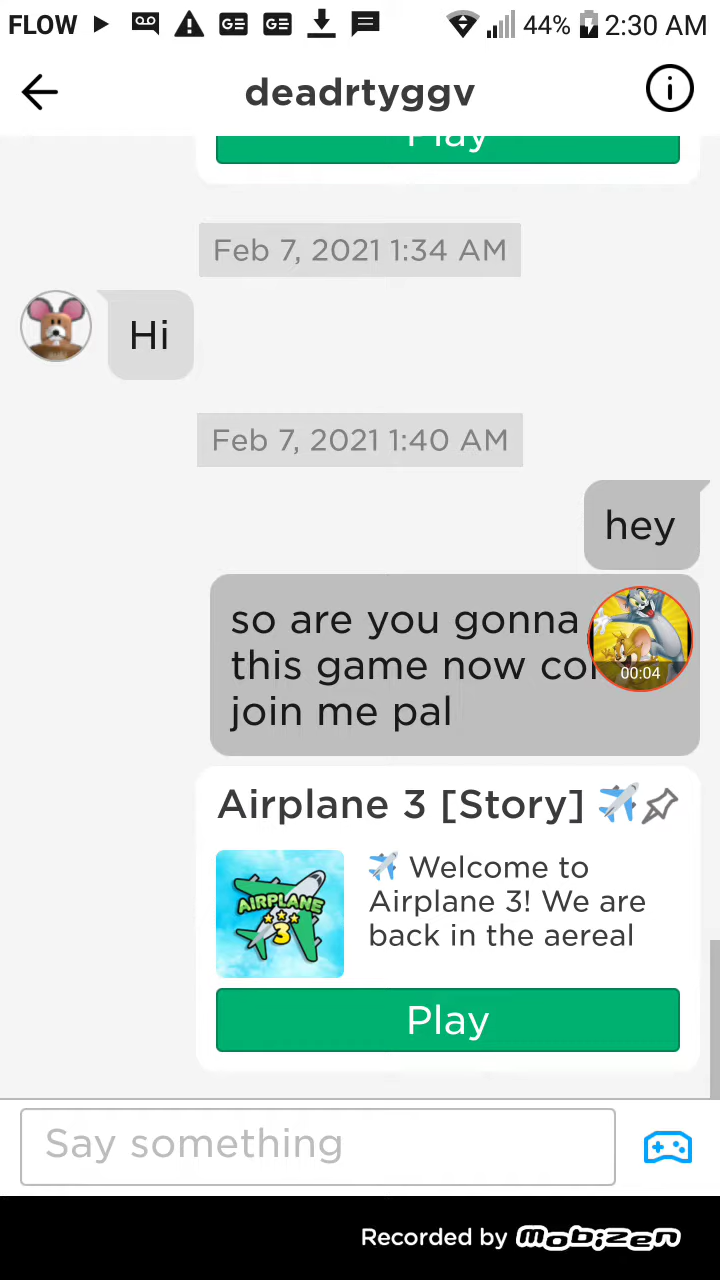 FLOW 44% 2:30 AM
deadrtyggv
Play
Feb 7, 2021 1:34 AM
Hi
Feb 7, 2021 1:40 AM
hey
so are you gonna
this game now
join me pal
00:04
Airplane 3 [Story] ✈️
✈️ Welcome to
Airplane 3! We are
back in the aereal
AIRPLANE
3
Play
Say something
Recorded by mobizen